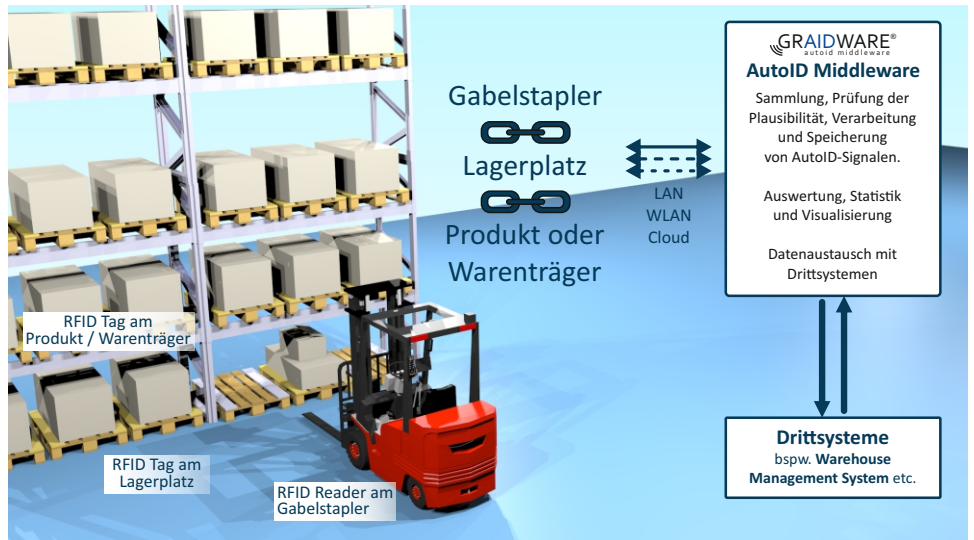 Gabelstapler
Lagerplatz
Produkt oder
Warenträger
LAN
WLAN
Cloud
GRAIDWARE®
autoid middleware
AutoID Middleware
Sammlung, Prüfung der
Plausibilität, Verarbeitung
und Speicherung
von AutoID-Signalen.
Auswertung, Statistik
und Visualisierung
Datenaustausch mit
Drittsystemen
Drittsysteme
bspw. Warehouse
Management System etc.
RFID Tag am
Produkt / Warenträger
RFID Tag am
Lagerplatz
RFID Reader am
Gabelstapler